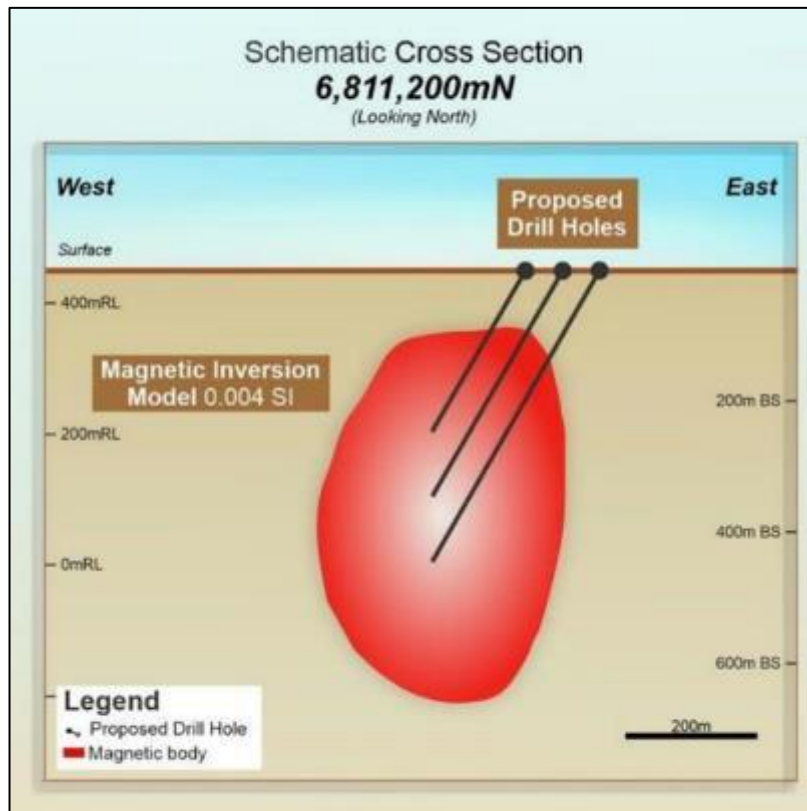 Schematic Cross Section
6,811,200mN
(Looking North)
West
Proposed
Drill Holes
East
Surface
400mRL
Magnetic Inversion
Model 0.004 SI
200m BS
200mRL
400m BS
0mRL
600m BS
Legend
Proposed Drill Hole
Magnetic body
200m